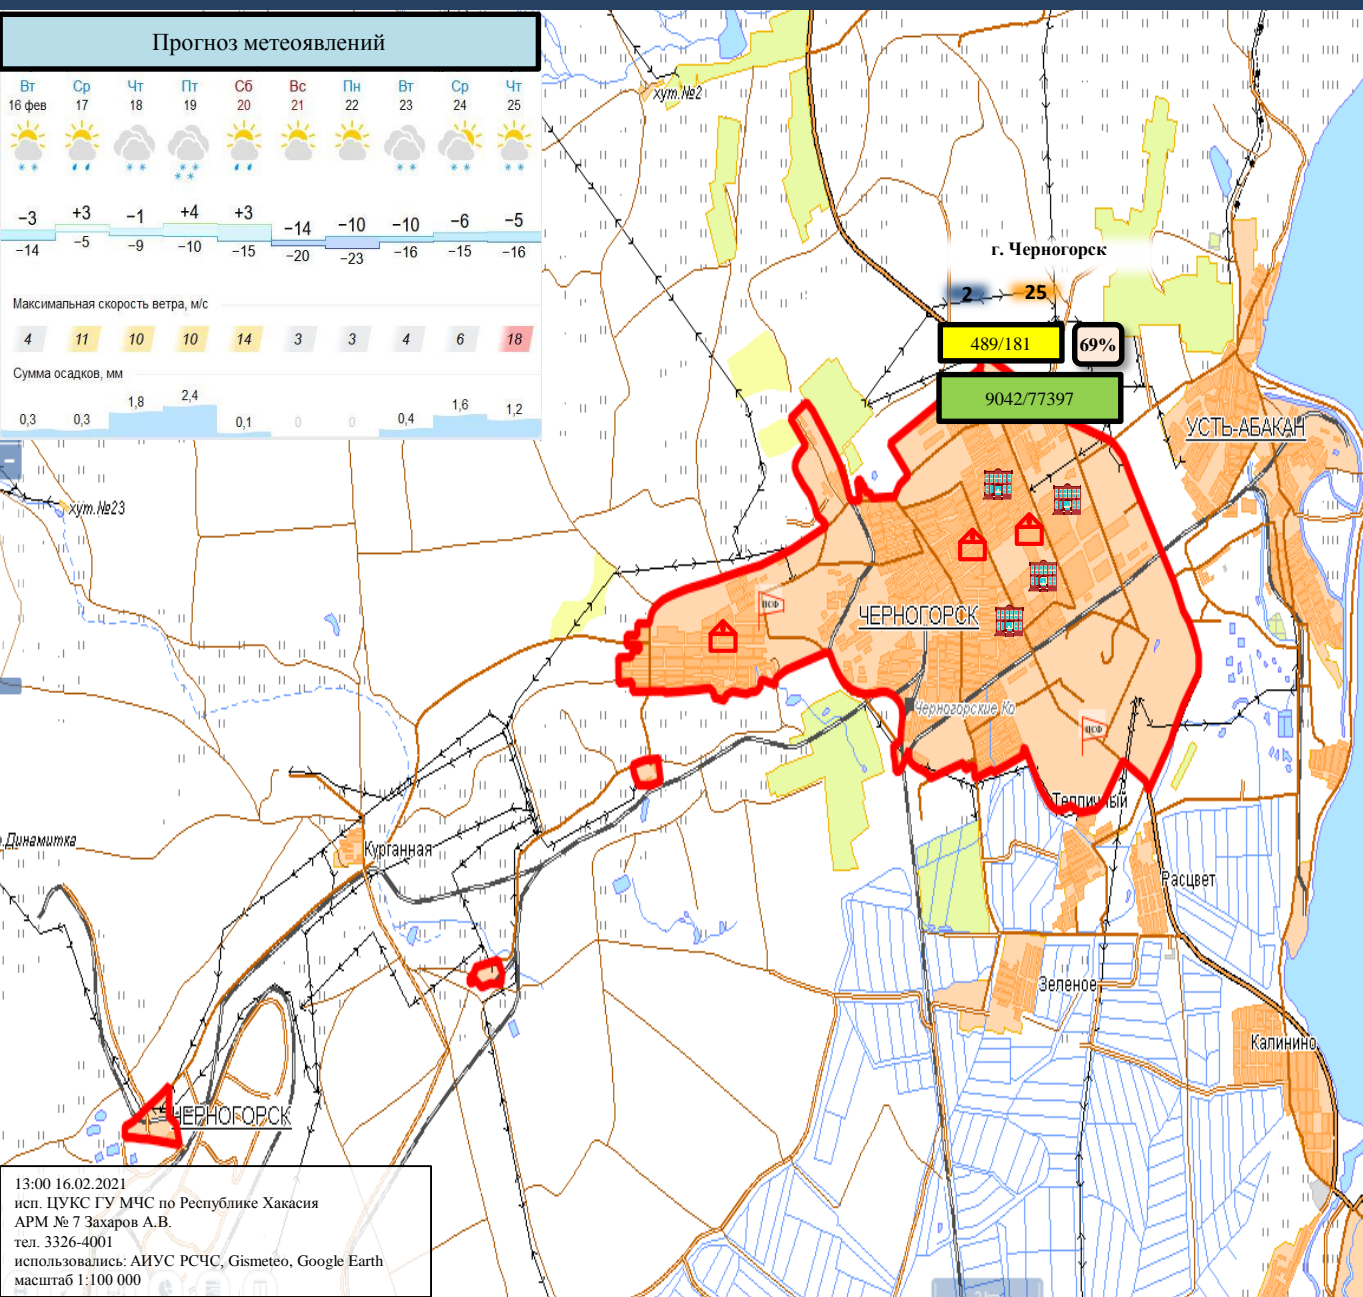 Прогноз метеоявлений
Вт Ср Чт Пт Сб Вс Пн Вт Ср Чт
16 фев 17 18 19 20 21 22 23 24 25
−3 +3 −1 +4 +3 −14 −10 −10 −6 −5
−14 −5 −9 −10 −15 −20 −23 −16 −15 −16
Максимальная скорость ветра, м/с
4 11 10 10 14 3 3 4 6 18
Сумма осадков, мм
0,3 0,3 1,8 2,4 0,1 0 0 0,4 1,6 1,2
хут.№2
г. Черногорск
2 25
489/181 69%
9042/77397
УСТЬ-АБАКАН
хут.№23
ПОФ
ЧЕРНОГОРСК
Черногорские Ко
ПОФ
Тепличный
Динамитка
Курганная
Расцвет
Зелёное
Калинино
ЧЕРНОГОРСК
13:00 16.02.2021
исп. ЦУКС ГУ МЧС по Республике Хакасия
АРМ № 7 Захаров А.В.
тел. 3326-4001
использовались: АИУС РСЧС, Gismeteo, Google Earth
масштаб 1:100 000